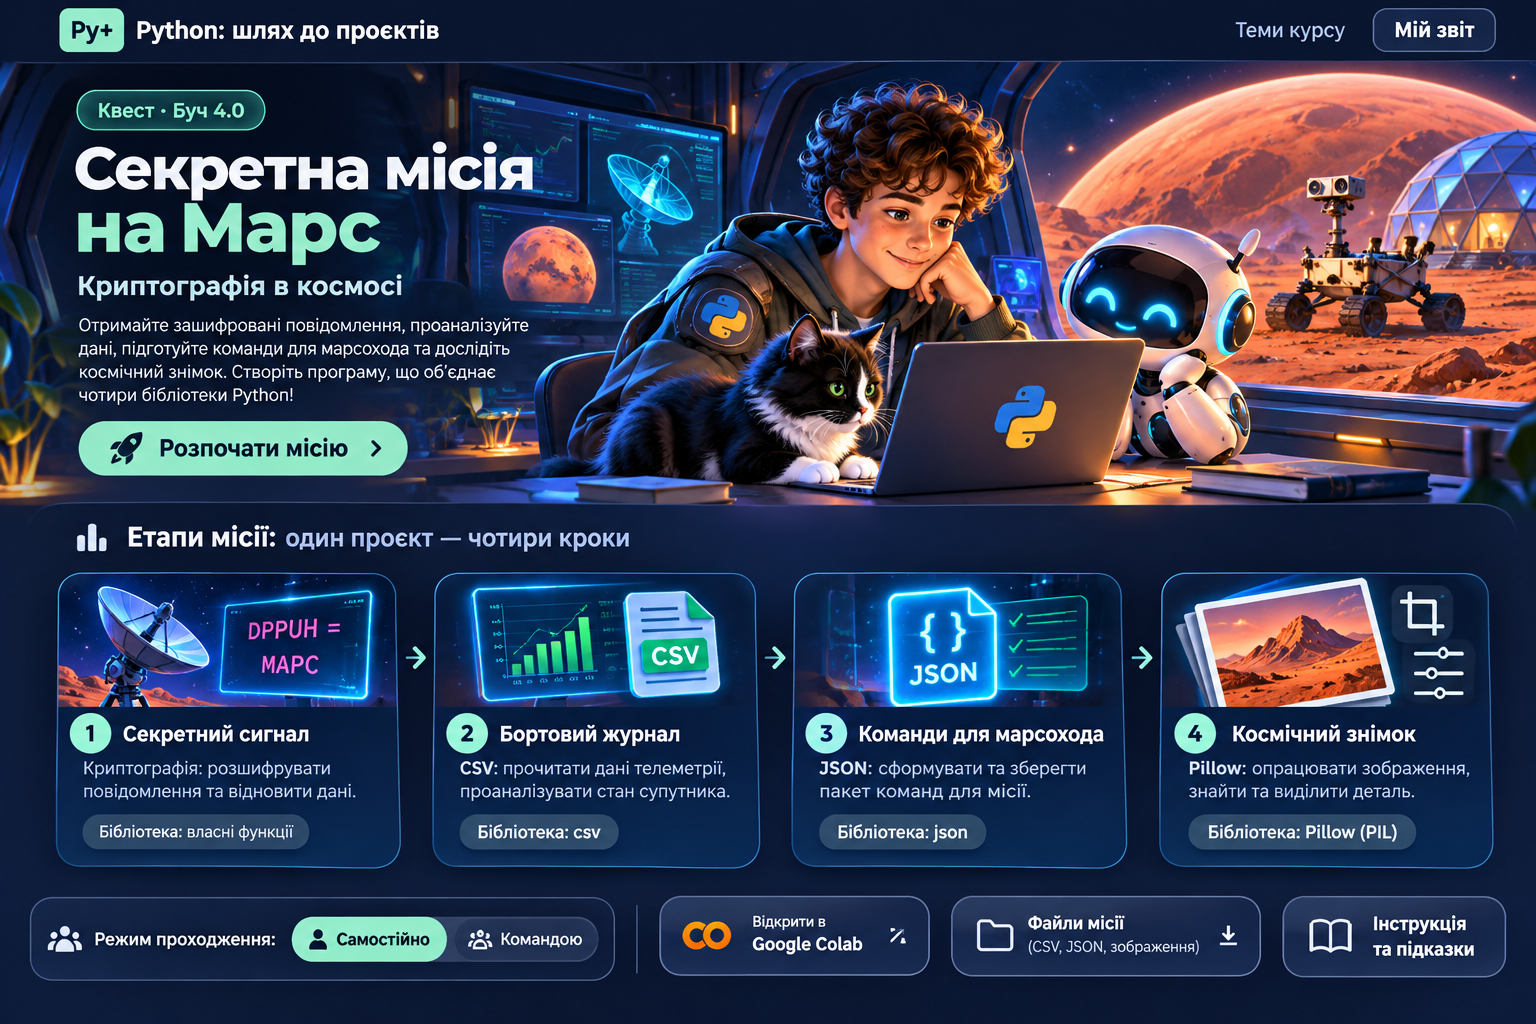 Py+
Python: шлях до проєктів
Теми курсу
Мій звіт
Квест · Буч 4.0
Секретна місія
на Марс
Криптографія в космосі
Отримайте зашифровані повідомлення, проаналізуйте
дані, підготуйте команди для марсохода та дослідіть
космічний знімок. Створіть програму, що об'єднає
чотири бібліотеки Python!
Розпочати місію
Етапи місії: один проєкт — чотири кроки
DPPUH =
МАРС
1 Секретний сигнал
Криптографія: розшифрувати
повідомлення та відновити дані.
Бібліотека: власні функції
CSV
2 Бортовий журнал
CSV: прочитати дані телеметрії,
проаналізувати стан супутника.
Бібліотека: csv
{ }
JSON
3 Команди для марсохода
JSON: сформувати та зберегти
пакет команд для місії.
Бібліотека: json
4 Космічний знімок
Pillow: опрацювати зображення,
знайти та виділити деталь.
Бібліотека: Pillow (PIL)
Режим проходження:
Самостійно
Командою
Відкрити в
Google Colab
Файли місії
(CSV, JSON, зображення)
Інструкція
та підказки